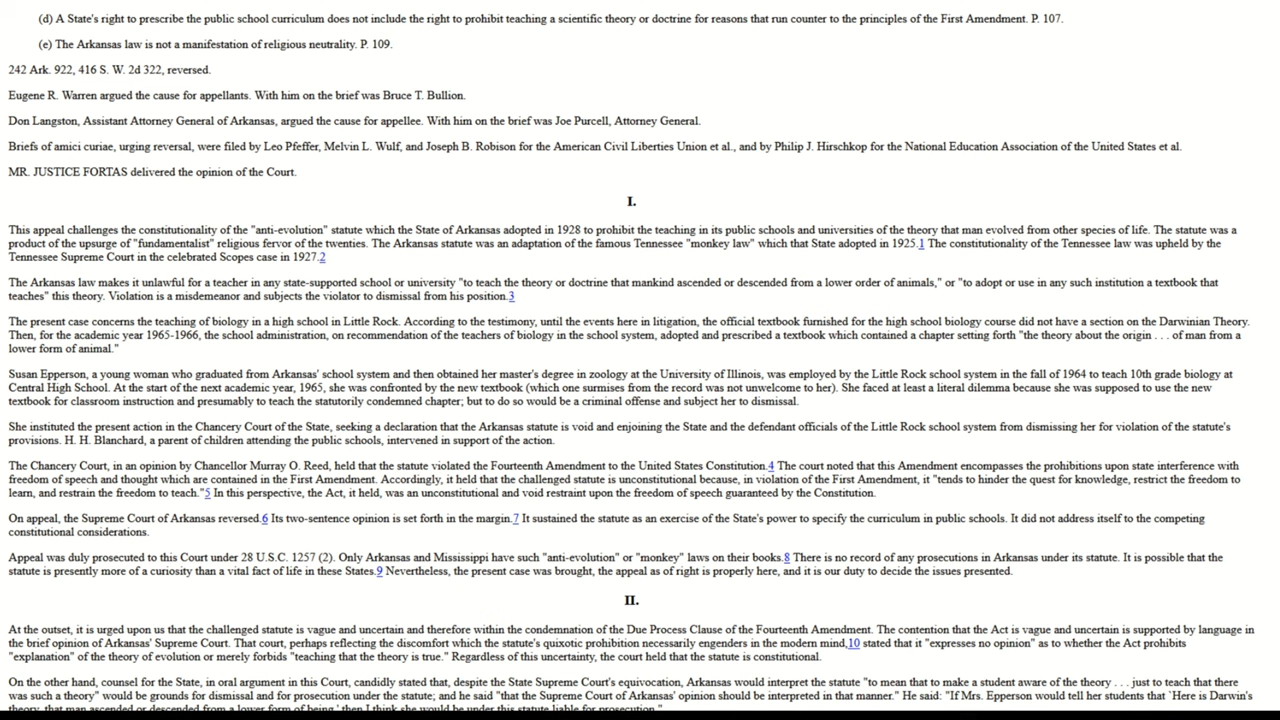 (d) A State's right to prescribe the public school curriculum does not include the right to prohibit teaching a scientific theory or doctrine for reasons that run counter to the principles of the First Amendment. P. 107.
(e) The Arkansas law is not a manifestation of religious neutrality. P. 109.
242 Ark. 922, 416 S. W. 2d 322, reversed.
Eugene R. Warren argued the cause for appellants. With him on the brief was Bruce T. Bullion.
Don Langston, Assistant Attorney General of Arkansas, argued the cause for appellee. With him on the brief was Joe Purcell, Attorney General.
Briefs of amici curiae, urging reversal, were filed by Leo Pfeffer, Melvin L. Wulf, and Joseph B. Robison for the American Civil Liberties Union et al., and by Philip J. Hirschkop for the National Education Association of the United States et al.
MR. JUSTICE FORTAS delivered the opinion of the Court.
I.
This appeal challenges the constitutionality of the "anti-evolution" statute which the State of Arkansas adopted in 1928 to prohibit the teaching in its public schools and universities of the theory that man evolved from other species of life. The statute was a
product of the upsurge of "fundamentalist" religious fervor of the twenties. The Arkansas statute was an adaptation of the famous Tennessee "monkey law" which that State adopted in 1925.1 The constitutionality of the Tennessee law was upheld by the
Tennessee Supreme Court in the celebrated Scopes case in 1927.2
The Arkansas law makes it unlawful for a teacher in any state-supported school or university "to teach the theory or doctrine that mankind ascended or descended from a lower order of animals," or "to adopt or use in any such institution a textbook that
teaches" this theory. Violation is a misdemeanor and subjects the violator to dismissal from his position.3
The present case concerns the teaching of biology in a high school in Little Rock. According to the testimony, until the events here in litigation, the official textbook furnished for the high school biology course did not have a section on the Darwinian Theory.
Then, for the academic year 1965-1966, the school administration, on recommendation of the teachers of biology in the school system, adopted and prescribed a textbook which contained a chapter setting forth "the theory about the origin . . . of man from a
lower form of animal."
Susan Epperson, a young woman who graduated from Arkansas' school system and then obtained her master's degree in zoology at the University of Illinois, was employed by the Little Rock school system in the fall of 1964 to teach 10th grade biology at
Central High School. At the start of the next academic year, 1965, she was confronted by the new textbook (which one surmises from the record was not unwelcome to her). She faced at least a literal dilemma because she was supposed to use the new
textbook for classroom instruction and presumably to teach the statutorily condemned chapter; but to do so would be a criminal offense and subject her to dismissal.
She instituted the present action in the Chancery Court of the State, seeking a declaration that the Arkansas statute is void and enjoining the State and the defendant officials of the Little Rock school system from dismissing her for violation of the statute's
provisions. H. H. Blanchard, a parent of children attending the public schools, intervened in support of the action.
The Chancery Court, in an opinion by Chancellor Murray O. Reed, held that the statute violated the Fourteenth Amendment to the United States Constitution.4 The court noted that this Amendment encompasses the prohibitions upon state interference with
freedom of speech and thought which are contained in the First Amendment. Accordingly, it held that the challenged statute is unconstitutional because, in violation of the First Amendment, it "tends to hinder the quest for knowledge, restrict the freedom to
learn, and restrain the freedom to teach."5 In this perspective, the Act, it held, was an unconstitutional and void restraint upon the freedom of speech guaranteed by the Constitution.
On appeal, the Supreme Court of Arkansas reversed.6 Its two-sentence opinion is set forth in the margin.7 It sustained the statute as an exercise of the State's power to specify the curriculum in public schools. It did not address itself to the competing
constitutional considerations.
Appeal was duly prosecuted to this Court under 28 U.S.C. 1257 (2). Only Arkansas and Mississippi have such "anti-evolution" or "monkey" laws on their books.8 There is no record of any prosecutions in Arkansas under its statute. It is possible that the
statute is presently more of a curiosity than a vital fact of life in these States.9 Nevertheless, the present case was brought, the appeal as of right is properly here, and it is our duty to decide the issues presented.
II.
At the outset, it is urged upon us that the challenged statute is vague and uncertain and therefore within the condemnation of the Due Process Clause of the Fourteenth Amendment. The contention that the Act is vague and uncertain is supported by language in
the brief opinion of Arkansas' Supreme Court. That court, perhaps reflecting the discomfort which the statute's quixotic prohibition necessarily engenders in the modern mind,10 stated that it "expresses no opinion" as to whether the Act prohibits
"explanation" of the theory of evolution or merely forbids "teaching that the theory is true." Regardless of this uncertainty, the court held that the statute is constitutional.
On the other hand, counsel for the State, in oral argument in this Court, candidly stated that, despite the State Supreme Court's equivocation, Arkansas would interpret the statute "to mean that to make a student aware of the theory . . . just to teach that there
was such a theory" would be grounds for dismissal and for prosecution under the statute; and he said "that the Supreme Court of Arkansas' opinion should be interpreted in that manner." He said: "If Mrs. Epperson would tell her students that `Here is Darwin's
theory, that man ascended or descended from a lower form of being,' then I think she would be under this statute liable for prosecution."